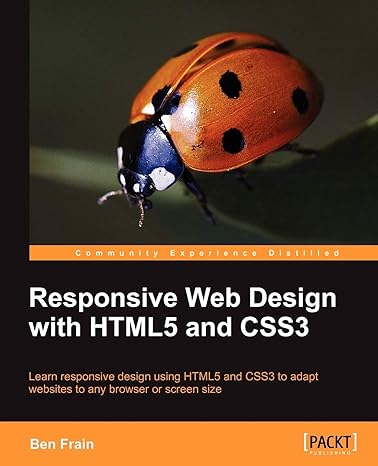 Community Experience Distilled
Responsive Web Design
with HTML5 and CSS3
Learn responsive design using HTML5 and CSS3 to adapt
websites to any browser or screen size
Ben Frain
[PACKT]
PUBLISHING